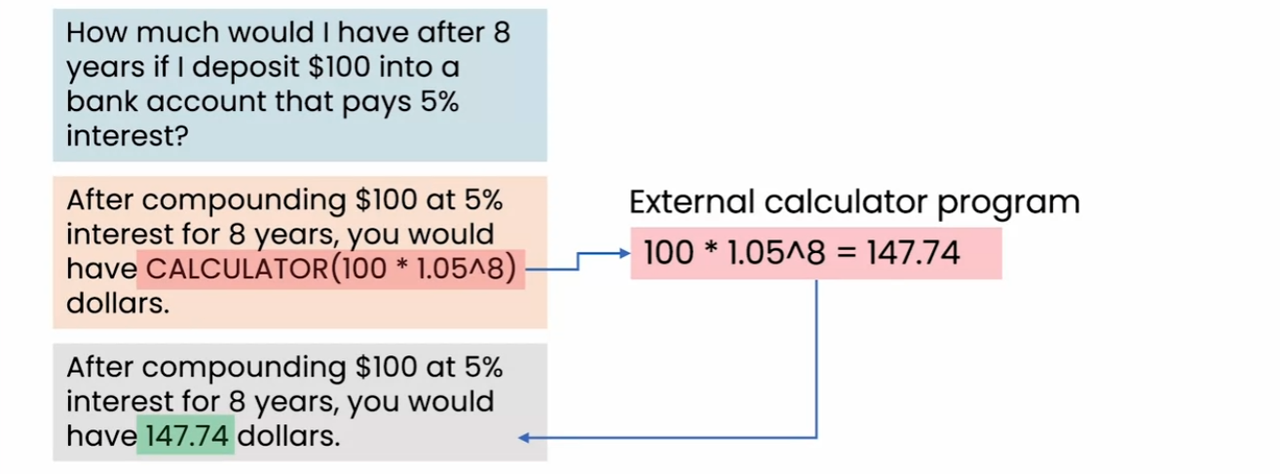 How much would I have after 8
years if I deposit $100 into a
bank account that pays 5%
interest?
After compounding $100 at 5%
interest for 8 years, you would
have CALCULATOR(100 * 1.05^8)
dollars.
External calculator program
100 * 1.05^8 = 147.74
After compounding $100 at 5%
interest for 8 years, you would
have 147.74 dollars.